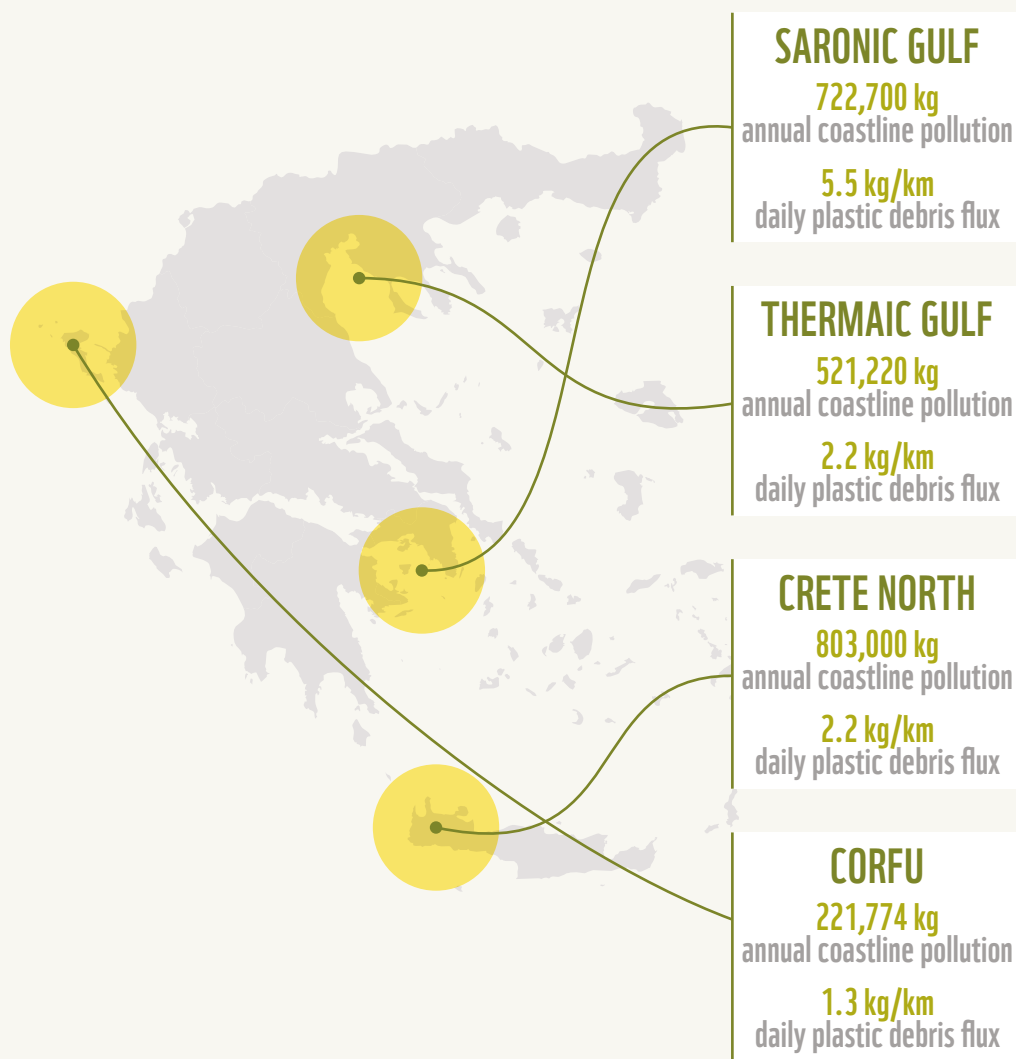 SARONIC GULF
722,700 kg
annual coastline pollution
5.5 kg/km
daily plastic debris flux
THERMAIC GULF
521,220 kg
annual coastline pollution
2.2 kg/km
daily plastic debris flux
CRETE NORTH
803,000 kg
annual coastline pollution
2.2 kg/km
daily plastic debris flux
CORFU
221,774 kg
annual coastline pollution
1.3 kg/km
daily plastic debris flux